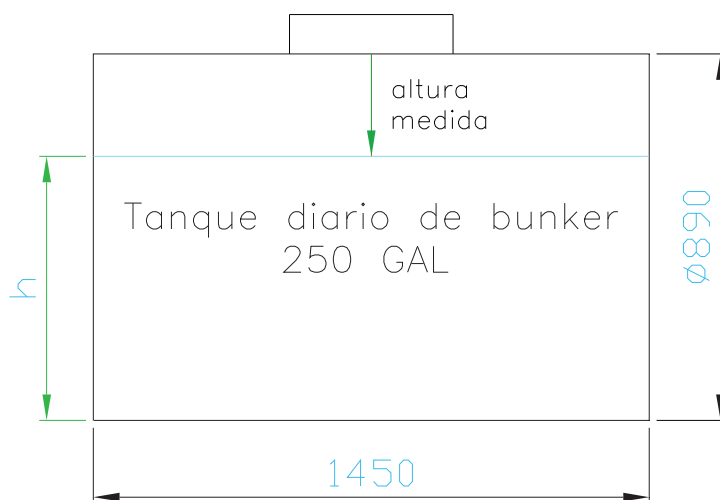 altura
medida
Tanque diario de bunker
250 GAL
h
ø890
1450